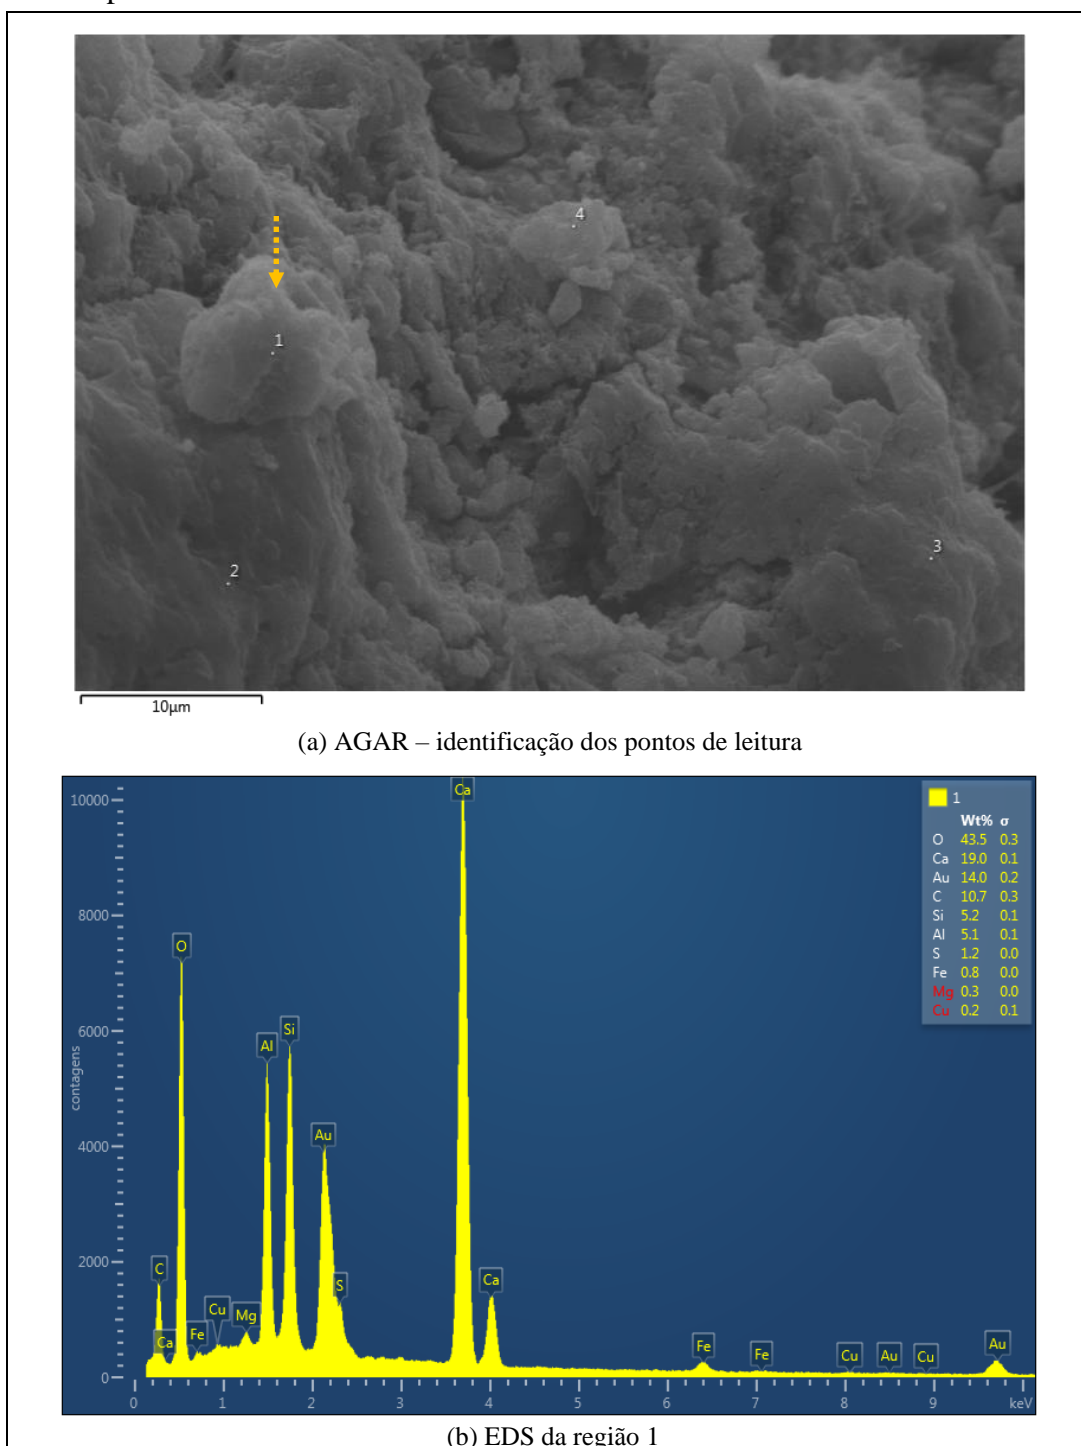 4
1
2
3
10µm
(a) AGAR – identificação dos pontos de leitura
1
Wt% σ
O 43.5 0.3
Ca 19.0 0.1
Au 14.0 0.2
C 10.7 0.3
Si 5.2 0.1
Al 5.1 0.1
S 1.2 0.0
Fe 0.8 0.0
Mg 0.3 0.0
Cu 0.2 0.1
contagens
10000
8000
6000
4000
2000
0
Ca
O
Al
Si
Au
S
C
Ca
Fe
Cu
Mg
Ca
Fe
Fe
Cu
Au
Cu
Au
0 1 2 3 4 5 6 7 8 9 keV
(b) EDS da região 1